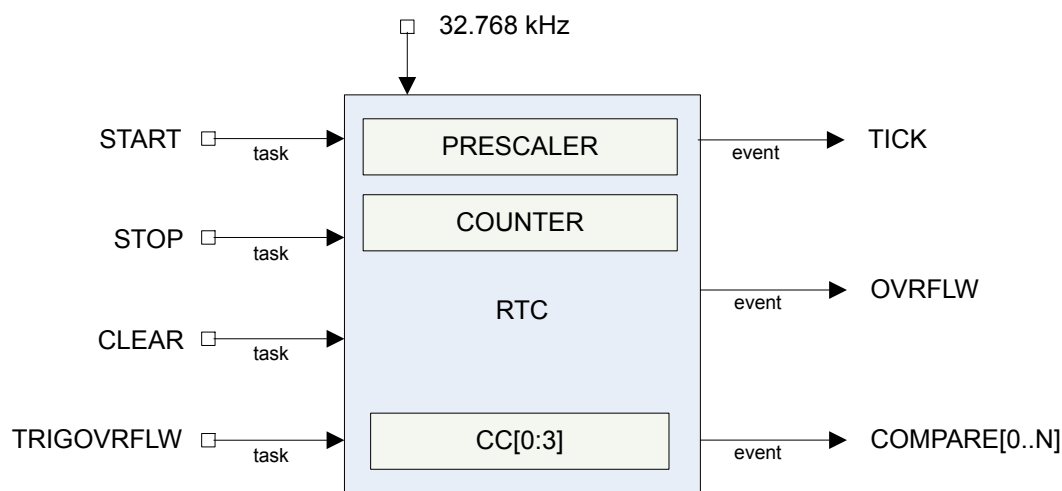 32.768 kHz
START
task
PRESCALER
event
TICK
COUNTER
STOP
task
event
OVRFLW
RTC
CLEAR
task
TRIGOVRFLW
task
CC[0:3]
event
COMPARE[0..N]